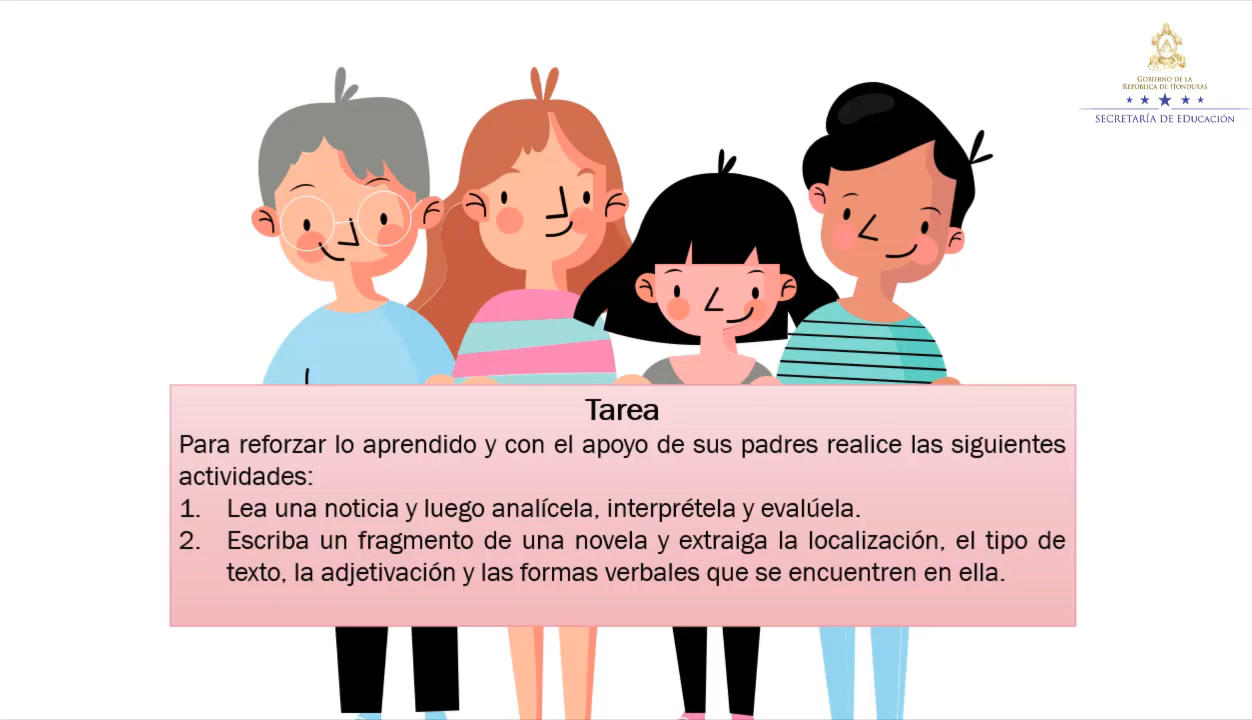 GOBIERNO DE LA
REPÚBLICA DE HONDURAS
SECRETARÍA DE EDUCACIÓN
Tarea
Para reforzar lo aprendido y con el apoyo de sus padres realice las siguientes
actividades:
1. Lea una noticia y luego analícela, interprétela y evalúela.
2. Escriba un fragmento de una novela y extraiga la localización, el tipo de
texto, la adjetivación y las formas verbales que se encuentren en ella.